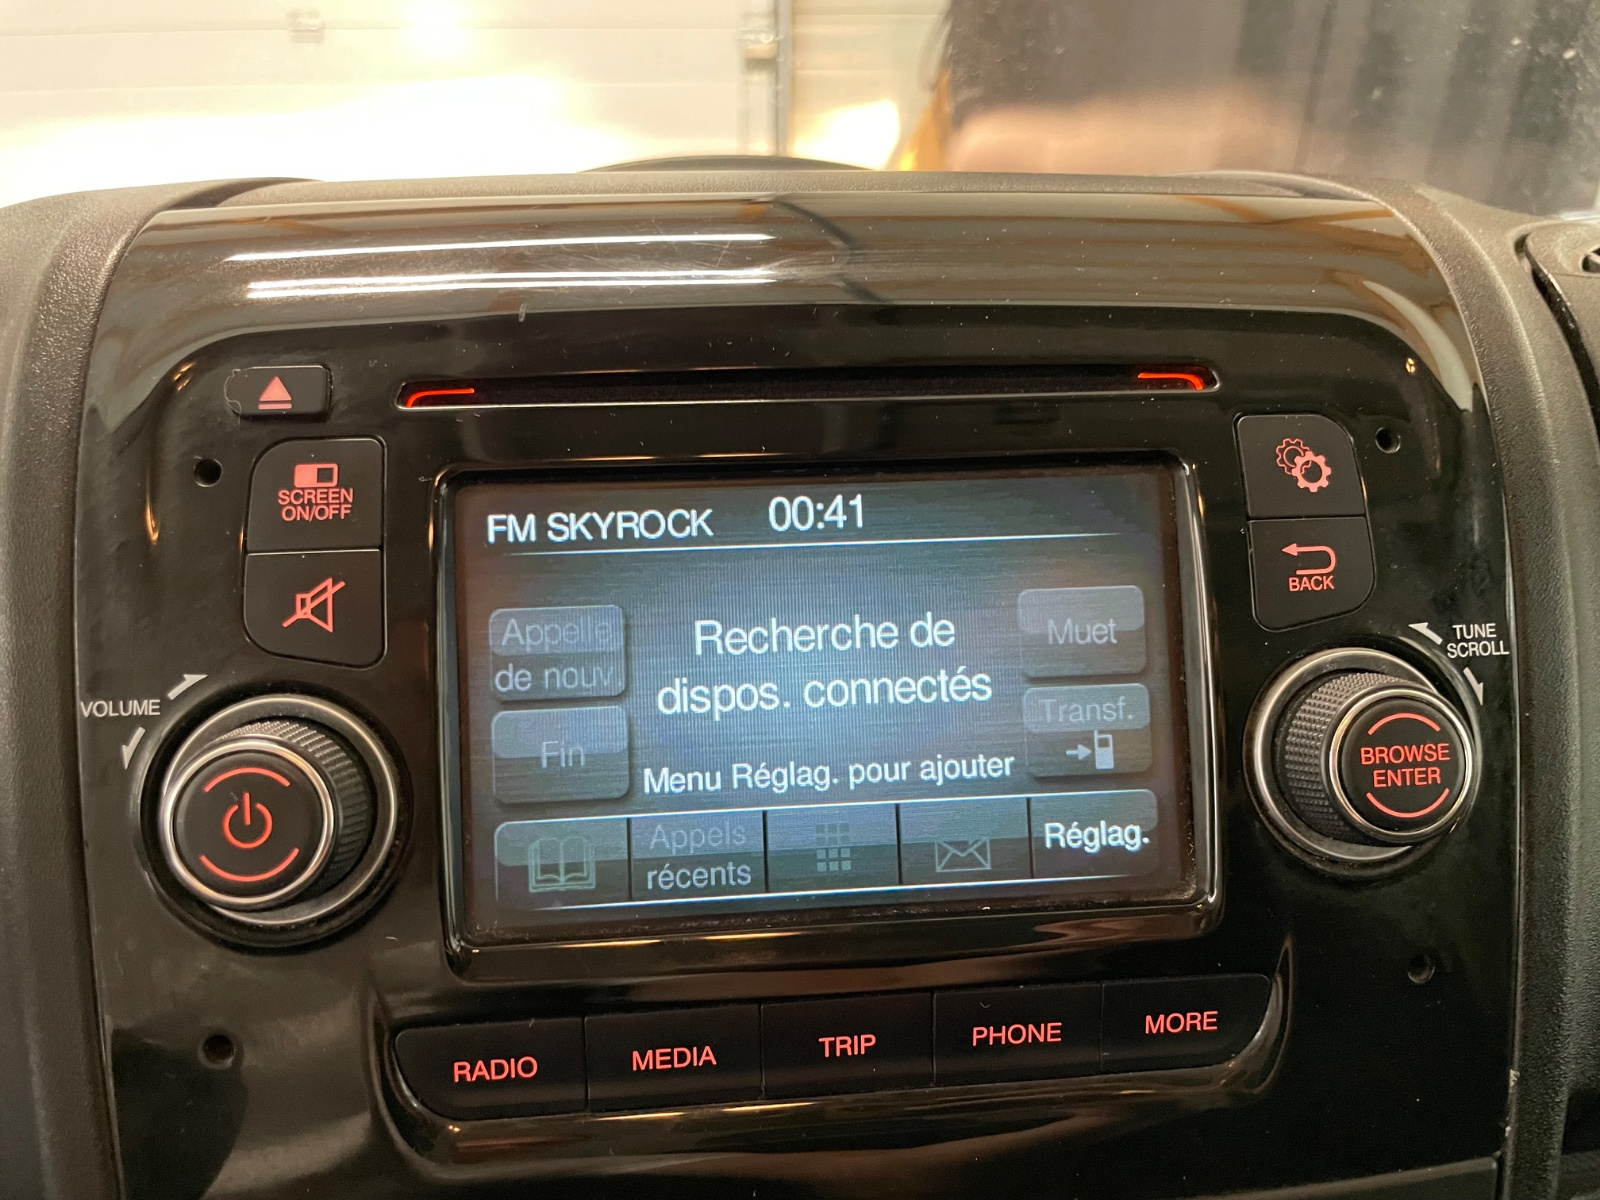 SCREEN
ON/OFF
BACK
VOLUME
TUNE
SCROLL
BROWSE
ENTER
FM SKYROCK 00:41
Appelle
de nouv.
Recherche de
dispos. connectés
Muet
Fin
Transf.
Menu Réglag. pour ajouter
Appels
récents
Réglag.
RADIO
MEDIA
TRIP
PHONE
MORE